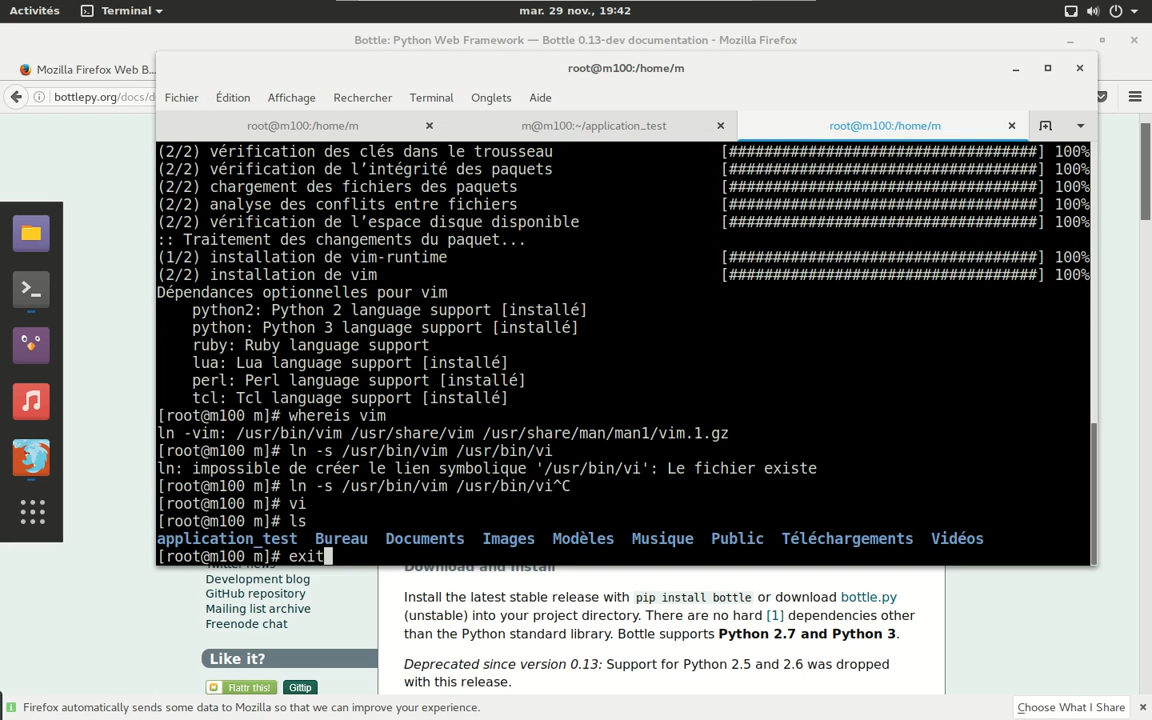 Activités
Terminal
mar. 29 nov., 19:42
Bottle: Python Web Framework — Bottle 0.13-dev documentation - Mozilla Firefox
Mozilla Firefox Web B...
bottlepy.org/docs/d
root@m100:/home/m
Fichier Édition Affichage Rechercher Terminal Onglets Aide
root@m100:/home/m
m@m100:~/application_test
root@m100:/home/m
(2/2) vérification des clés dans le trousseau [###################################] 100%
(2/2) vérification de l’intégrité des paquets [###################################] 100%
(2/2) chargement des fichiers des paquets [###################################] 100%
(2/2) analyse des conflits entre fichiers [###################################] 100%
(2/2) vérification de l’espace disque disponible [###################################] 100%
:: Traitement des changements du paquet...
(1/2) installation de vim-runtime [###################################] 100%
(2/2) installation de vim [###################################] 100%
Dépendances optionnelles pour vim
python2: Python 2 language support [installé]
python: Python 3 language support [installé]
ruby: Ruby language support
lua: Lua language support [installé]
perl: Perl language support [installé]
tcl: Tcl language support [installé]
[root@m100 m]# whereis vim
ln -vim: /usr/bin/vim /usr/share/vim /usr/share/man/man1/vim.1.gz
[root@m100 m]# ln -s /usr/bin/vim /usr/bin/vi
ln: impossible de créer le lien symbolique '/usr/bin/vi': Le fichier existe
[root@m100 m]# ln -s /usr/bin/vim /usr/bin/vi^C
[root@m100 m]# vi
[root@m100 m]# ls
application_test Bureau Documents Images Modèles Musique Public Téléchargements Vidéos
[root@m100 m]# exit
Download and Install
Development blog
GitHub repository
Mailing list archive
Freenode chat
Like it?
Flattr this! Gittip
Install the latest stable release with pip install bottle or download bottle.py
(unstable) into your project directory. There are no hard [1] dependencies other
than the Python standard library. Bottle supports Python 2.7 and Python 3.
Deprecated since version 0.13: Support for Python 2.5 and 2.6 was dropped
with this release.
Firefox automatically sends some data to Mozilla so that we can improve your experience.
Choose What I Share